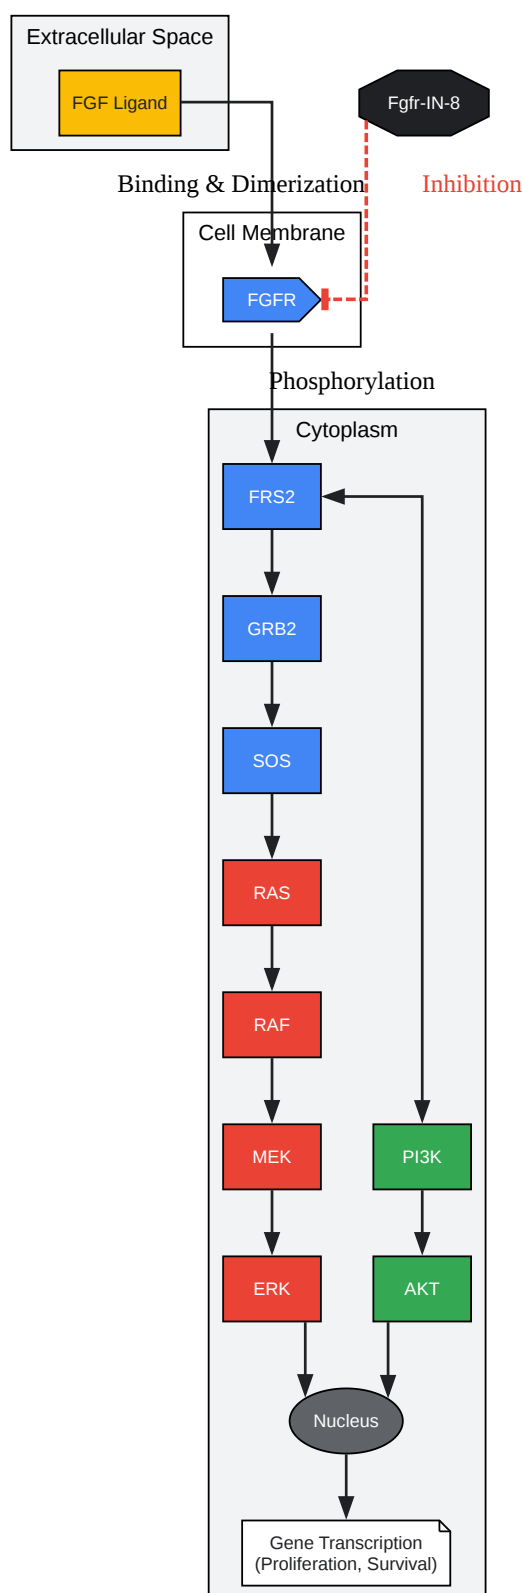 Extracellular Space
FGF Ligand
Fgfr-IN-8
Binding & Dimerization
Inhibition
Cell Membrane
FGFR
Phosphorylation
Cytoplasm
FRS2
GRB2
SOS
RAS
RAF
MEK
PI3K
ERK
AKT
Nucleus
Gene Transcription
(Proliferation, Survival)